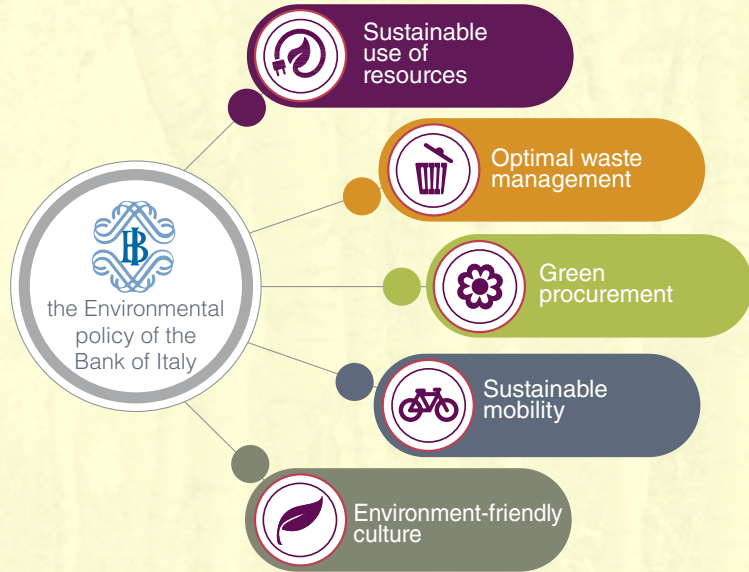 Sustainable
use of
resources
Optimal waste
management
Green
procurement
Sustainable
mobility
Environment-friendly
culture
the Environmental
policy of the
Bank of Italy